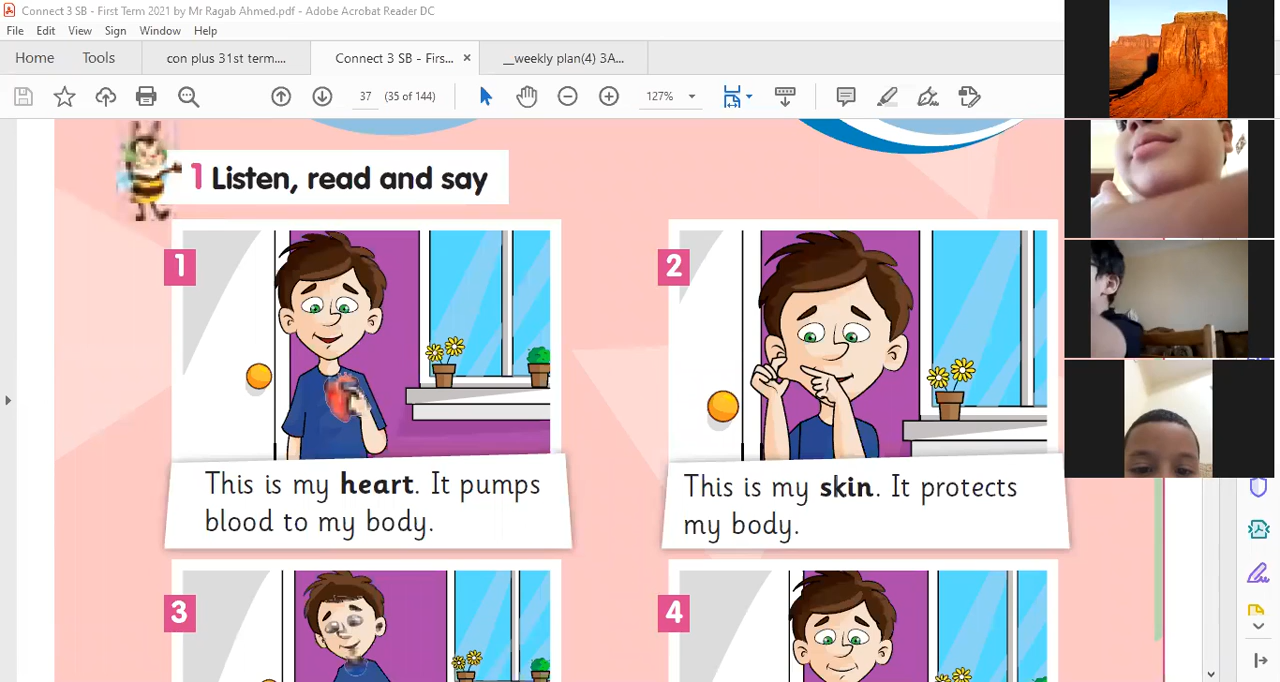 Connect 3 SB - First Term 2021 by Mr Ragab Ahmed.pdf - Adobe Acrobat Reader DC
File Edit View Sign Window Help
Home Tools con plus 31st term.... Connect 3 SB - Firs... × __weekly plan(4) 3A...
37 (35 of 144) 127%
1 Listen, read and say
1
2
This is my heart. It pumps
blood to my body.
This is my skin. It protects
my body.
3
4